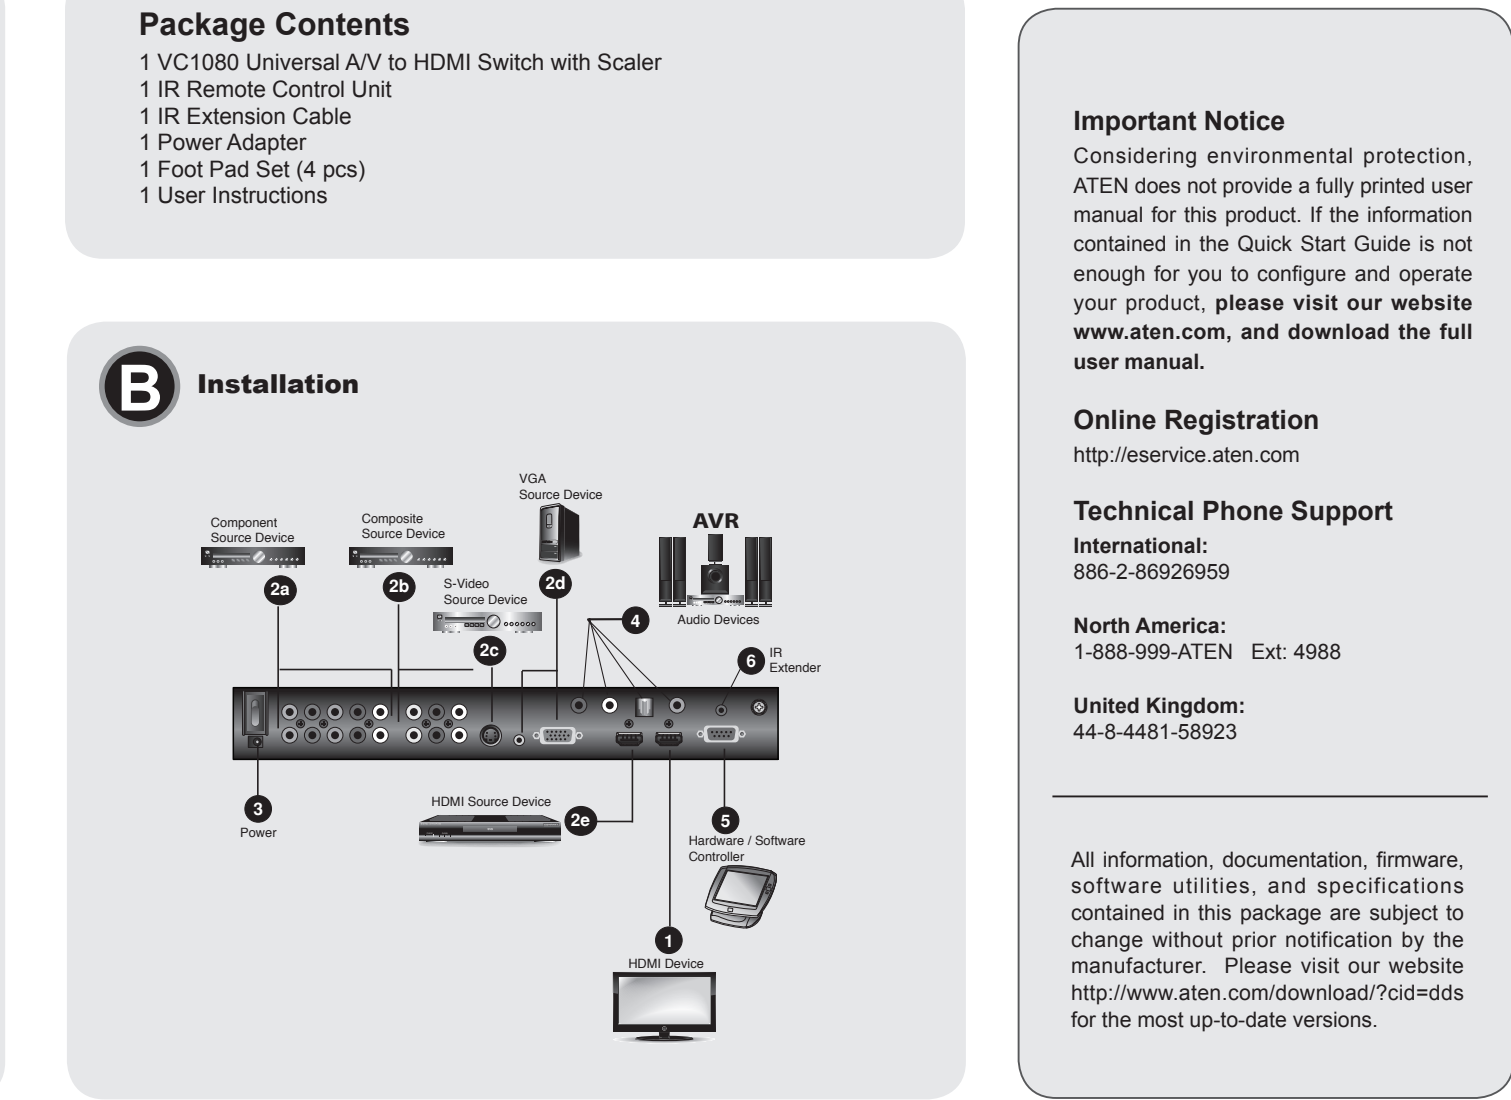 Package Contents
1 VC1080 Universal A/V to HDMI Switch with Scaler
1 IR Remote Control Unit
1 IR Extension Cable
1 Power Adapter
1 Foot Pad Set (4 pcs)
1 User Instructions
B
Installation
VGA
Source Device
Component
Source Device
Composite
Source Device
AVR
2a
2b
S-Video
Source Device
2d
2c
4
Audio Devices
6
IR
Extender
3
Power
HDMI Source Device
2e
5
Hardware / Software
Controller
1
HDMI Device
Important Notice
Considering environmental protection,
ATEN does not provide a fully printed user
manual for this product. If the information
contained in the Quick Start Guide is not
enough for you to configure and operate
your product, please visit our website
www.aten.com, and download the full
user manual.
Online Registration
http://eservice.aten.com
Technical Phone Support
International:
886-2-86926959
North America:
1-888-999-ATEN Ext: 4988
United Kingdom:
44-8-4481-58923
All information, documentation, firmware,
software utilities, and specifications
contained in this package are subject to
change without prior notification by the
manufacturer. Please visit our website
http://www.aten.com/download/?cid=dds
for the most up-to-date versions.